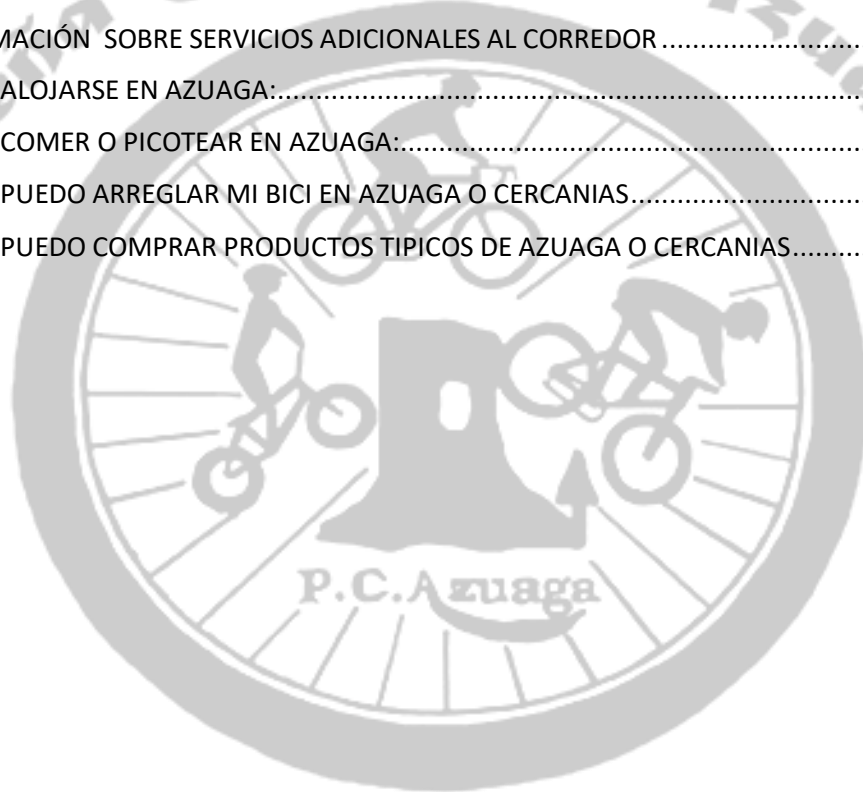 MACIÓN SOBRE SERVICIOS ADICIONALES AL CORREDOR ........................
ALOJARSE EN AZUAGA:........................................................................
COMER O PICOTEAR EN AZUAGA:.........................................................
PUEDO ARREGLAR MI BICI EN AZUAGA O CERCANIAS............................
PUEDO COMPRAR PRODUCTOS TIPICOS DE AZUAGA O CERCANIAS.........
P.C.Azuaga